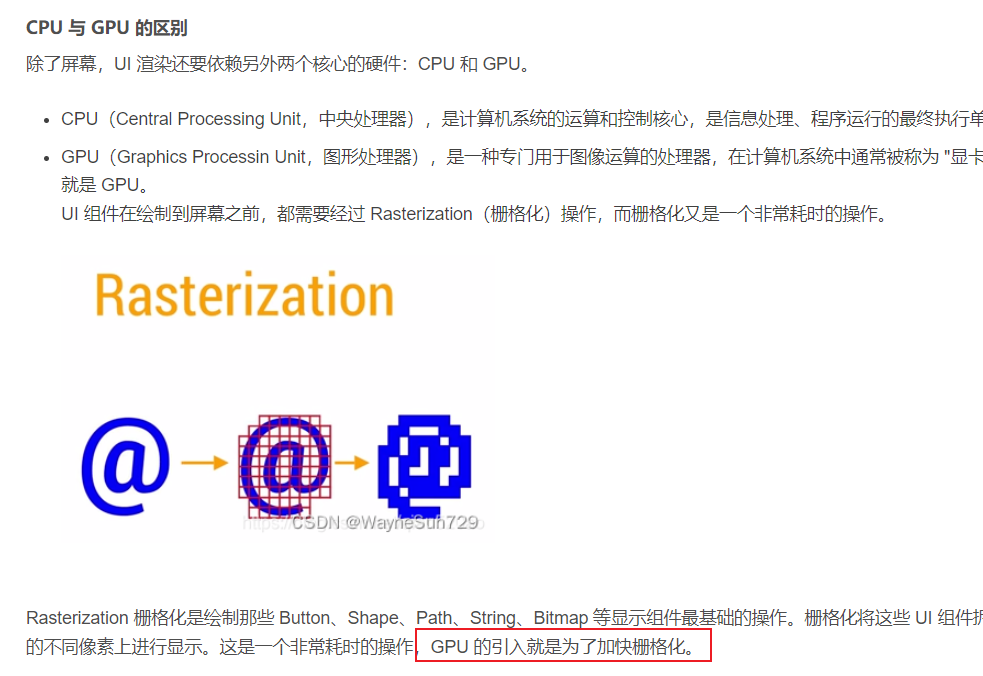 CPU 与 GPU 的区别
除了屏幕，UI 渲染还要依赖另外两个核心的硬件：CPU 和 GPU。
CPU（Central Processing Unit，中央处理器），是计算机系统的运算和控制核心，是信息处理、程序运行的最终执行单
GPU（Graphics Processin Unit，图形处理器），是一种专门用于图像运算的处理器，在计算机系统中通常被称为 "显卡
就是 GPU。
UI 组件在绘制到屏幕之前，都需要经过 Rasterization（栅格化）操作，而栅格化又是一个非常耗时的操作。
Rasterization
@ @ @
CSDN @WayneSun729
Rasterization 栅格化是绘制那些 Button、Shape、Path、String、Bitmap 等显示组件最基础的操作。栅格化将这些 UI 组件拆
的不同像素上进行显示。这是一个非常耗时的操作，GPU 的引入就是为了加快栅格化。